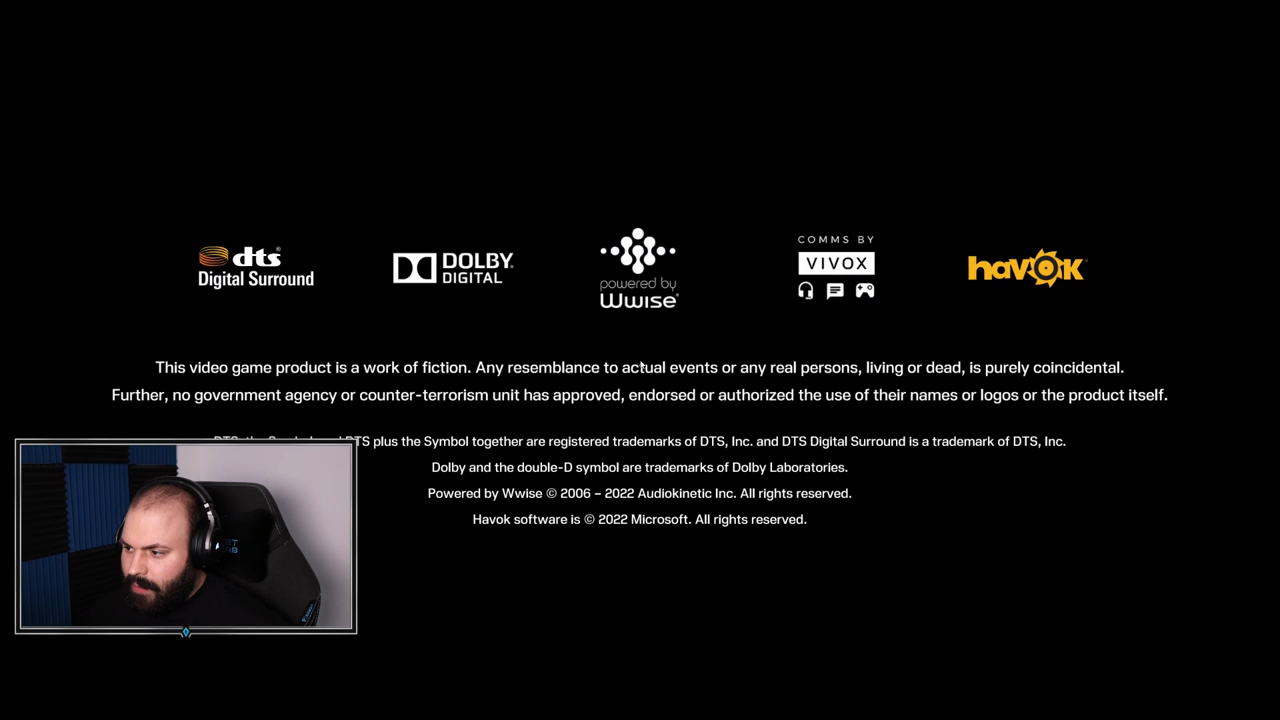 dts
Digital Surround
DOLBY
DIGITAL
powered by
Wwise
COMMS BY
VIVOX
havok
This video game product is a work of fiction. Any resemblance to actual events or any real persons, living or dead, is purely coincidental.
Further, no government agency or counter-terrorism unit has approved, endorsed or authorized the use of their names or logos or the product itself.
DTS, the Symbol, and DTS plus the Symbol together are registered trademarks of DTS, Inc. and DTS Digital Surround is a trademark of DTS, Inc.
Dolby and the double-D symbol are trademarks of Dolby Laboratories.
Powered by Wwise © 2006 – 2022 Audiokinetic Inc. All rights reserved.
Havok software is © 2022 Microsoft. All rights reserved.